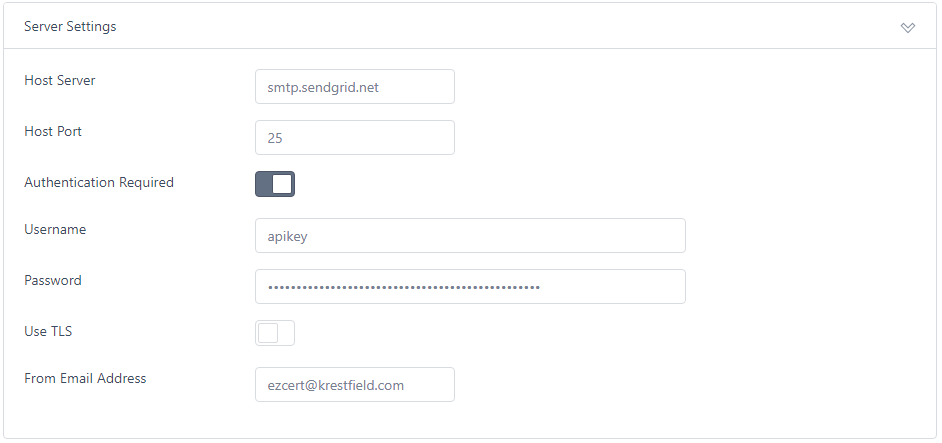 Server Settings
Host Server
smtp.sendgrid.net
Host Port
25
Authentication Required
Username
apikey
Password
••••••••••••••••••••••••••••••••••••••••••••••••
Use TLS
From Email Address
ezcert@krestfield.com